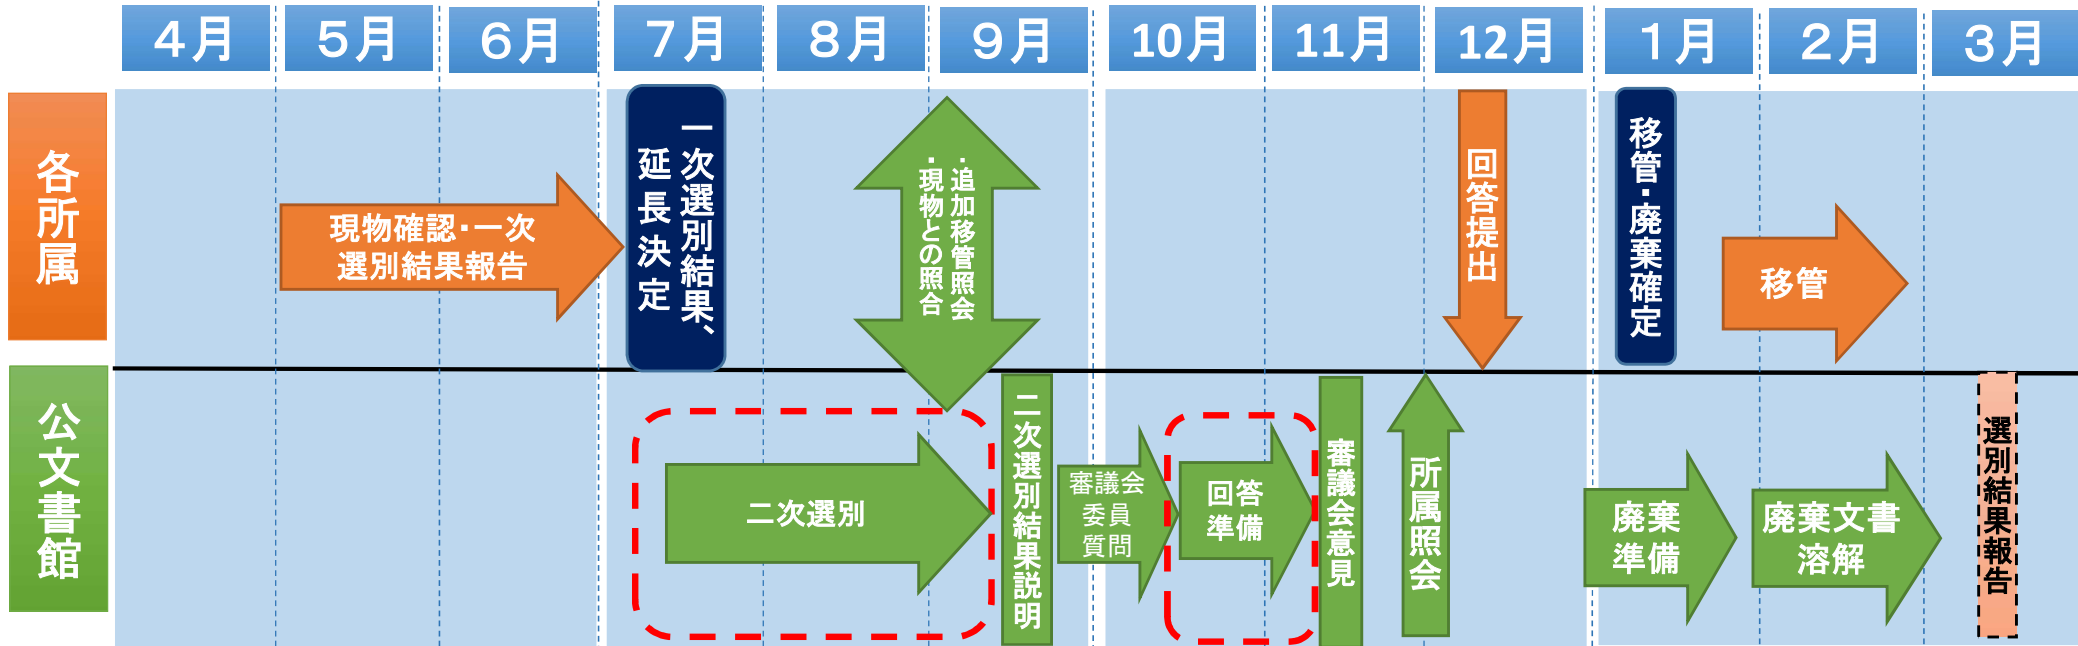 ４月
５月
６月
７月
８月
９月
10月
11月
12月
１月
２月
３月
各所属
現物確認・一次
選別結果報告
一次選別結果、
延長決定
・追加移管照会
・現物との照合
回答提出
移管・廃棄確定
移管
公文書館
二次選別
二次選別結果説明
審議会
委員
質問
回答
準備
審議会意見
所属照会
廃棄
準備
廃棄文書
溶解
選別結果報告